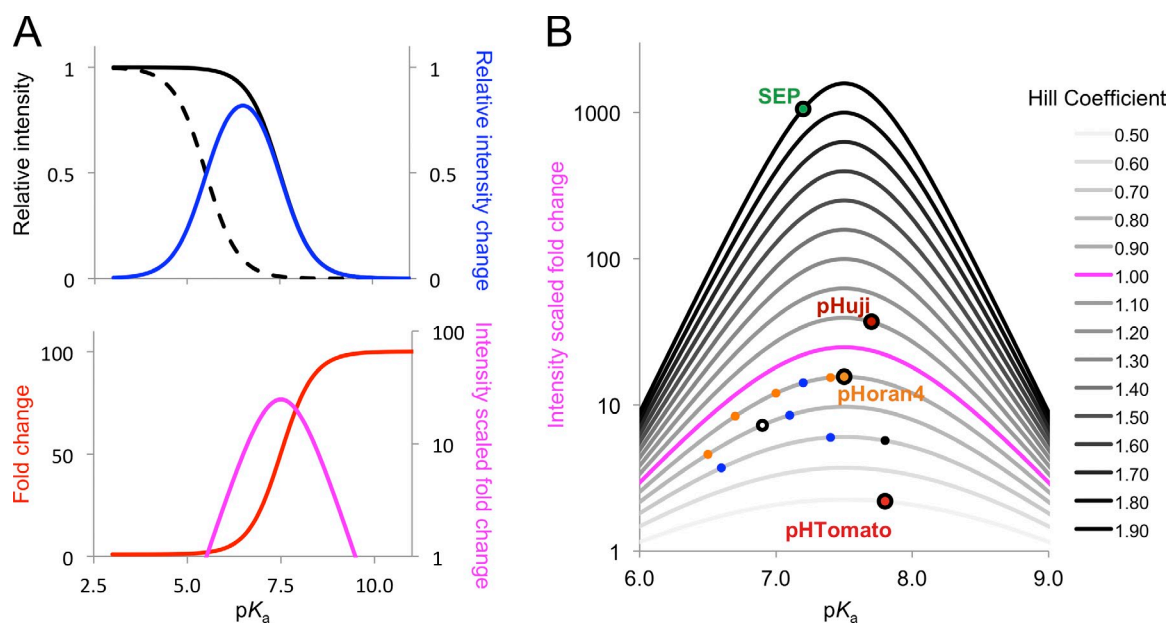 A
Relative intensity
1
0.5
0
1
0.5
0
Relative intensity change
Fold change
100
50
0
100
10
1
Intensity scaled fold change
2.5
5.0
7.5
10.0
pKa
B
Intensity scaled fold change
1000
100
10
1
SEP
pHuji
pHoran4
pHTomato
6.0
7.0
8.0
9.0
pKa
Hill Coefficient
0.50
0.60
0.70
0.80
0.90
1.00
1.10
1.20
1.30
1.40
1.50
1.60
1.70
1.80
1.90